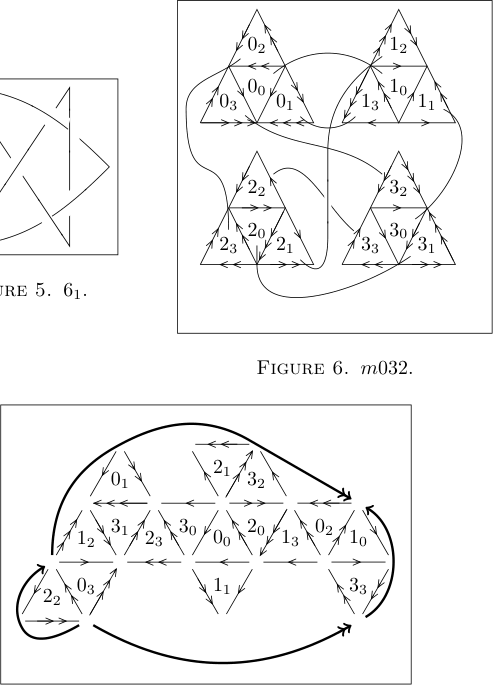 0₂ 1₂
0₃ 0₀ 0₁ 1₃ 1₀ 1₁
2₂ 3₂
2₃ 2₀ 2₁ 3₃ 3₀ 3₁
URE 5. 6₁.
FIGURE 6. m032.
0₁ 2₁ 3₂
1₂ 3₁ 2₃ 3₀ 0₀ 2₀ 1₃ 0₂ 1₀
2₂ 0₃ 1₁ 3₃